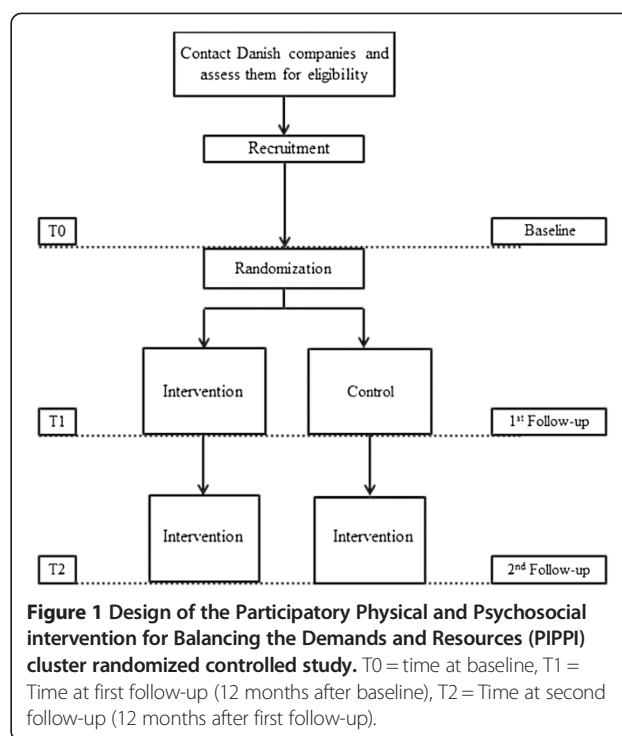 Contact Danish companies and
assess them for eligibility
Recruitment
T0
Baseline
Randomization
Intervention
Control
T1
1st Follow-up
Intervention
Intervention
T2
2nd Follow-up
Figure 1 Design of the Participatory Physical and Psychosocial
intervention for Balancing the Demands and Resources (PIPPI)
cluster randomized controlled study. T0 = time at baseline, T1 =
Time at first follow-up (12 months after baseline), T2 = Time at second
follow-up (12 months after first follow-up).